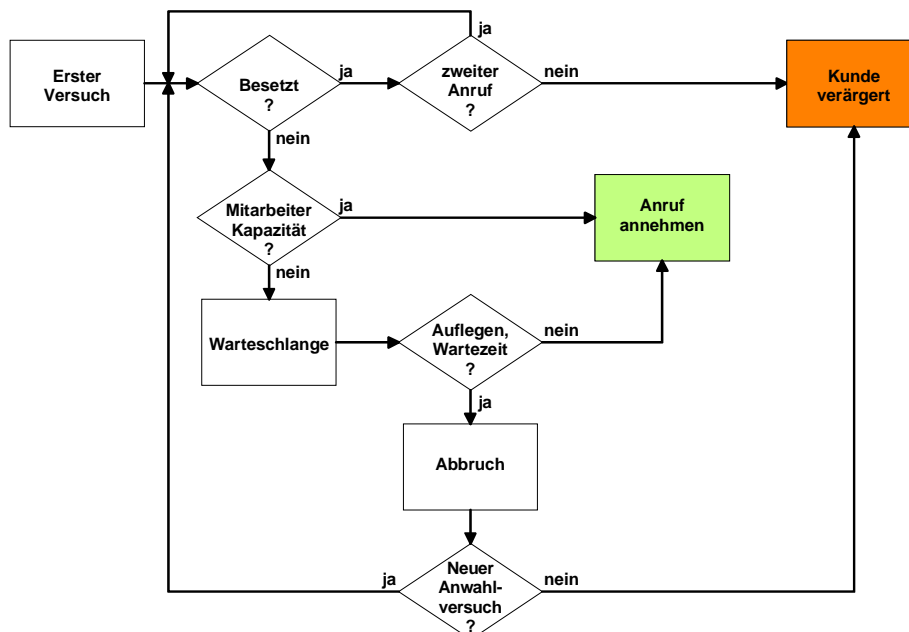 ja
Erster
Versuch
Besetzt
?
ja
zweiter
Anruf
?
nein
Kunde
verärgert
nein
Mitarbeiter
Kapazität
?
ja
Anruf
annehmen
nein
Warteschlange
Auflegen,
Wartezeit
?
nein
ja
Abbruch
ja
Neuer
Anwahl-
versuch
?
nein